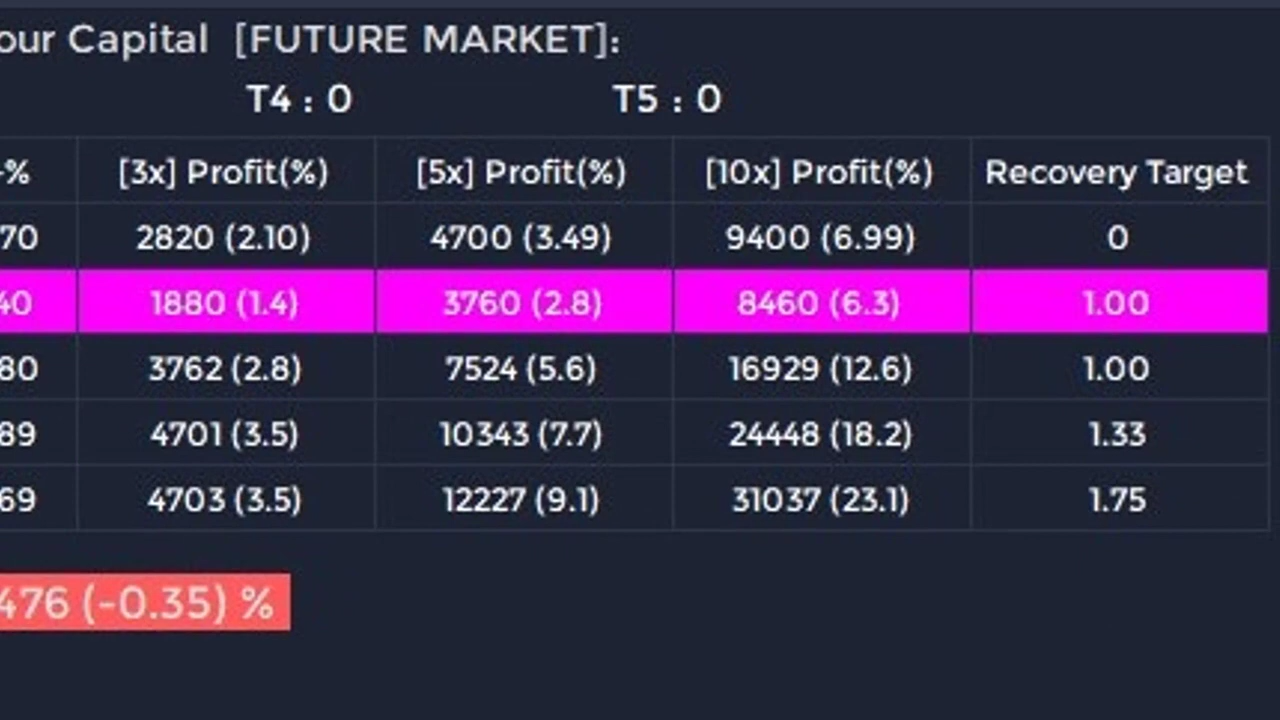 our Capital [FUTURE MARKET]:
T4 : 0 T5 : 0
% [3x] Profit(%) [5x] Profit(%) [10x] Profit(%) Recovery Target
70 2820 (2.10) 4700 (3.49) 9400 (6.99) 0
40 1880 (1.4) 3760 (2.8) 8460 (6.3) 1.00
80 3762 (2.8) 7524 (5.6) 16929 (12.6) 1.00
89 4701 (3.5) 10343 (7.7) 24448 (18.2) 1.33
69 4703 (3.5) 12227 (9.1) 31037 (23.1) 1.75
476 (-0.35) %